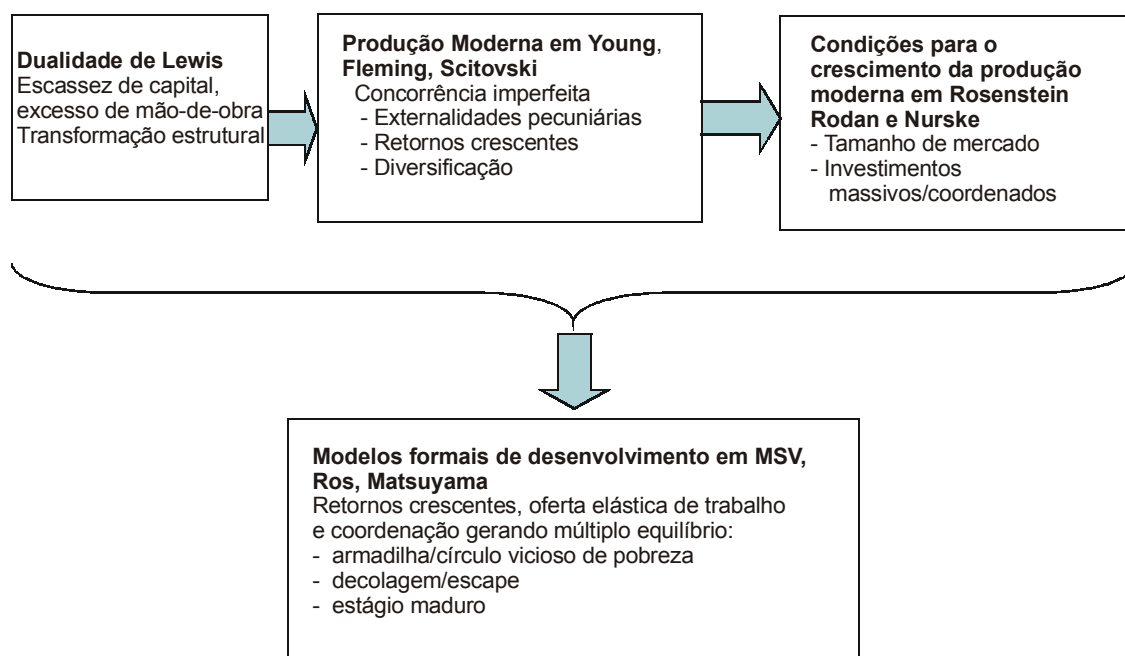 Dualidade de Lewis
Escassez de capital,
excesso de mão-de-obra
Transformação estrutural
Produção Moderna em Young,
Fleming, Scitovski
Concorrência imperfeita
- Externalidades pecuniárias
- Retornos crescentes
- Diversificação
Condições para o
crescimento da produção
moderna em Rosenstein
Rodan e Nurske
- Tamanho de mercado
- Investimentos
massivos/coordenados
Modelos formais de desenvolvimento em MSV,
Ros, Matsuyama
Retornos crescentes, oferta elástica de trabalho
e coordenação gerando múltiplo equilíbrio:
- armadilha/círculo vicioso de pobreza
- decolagem/escape
- estágio maduro